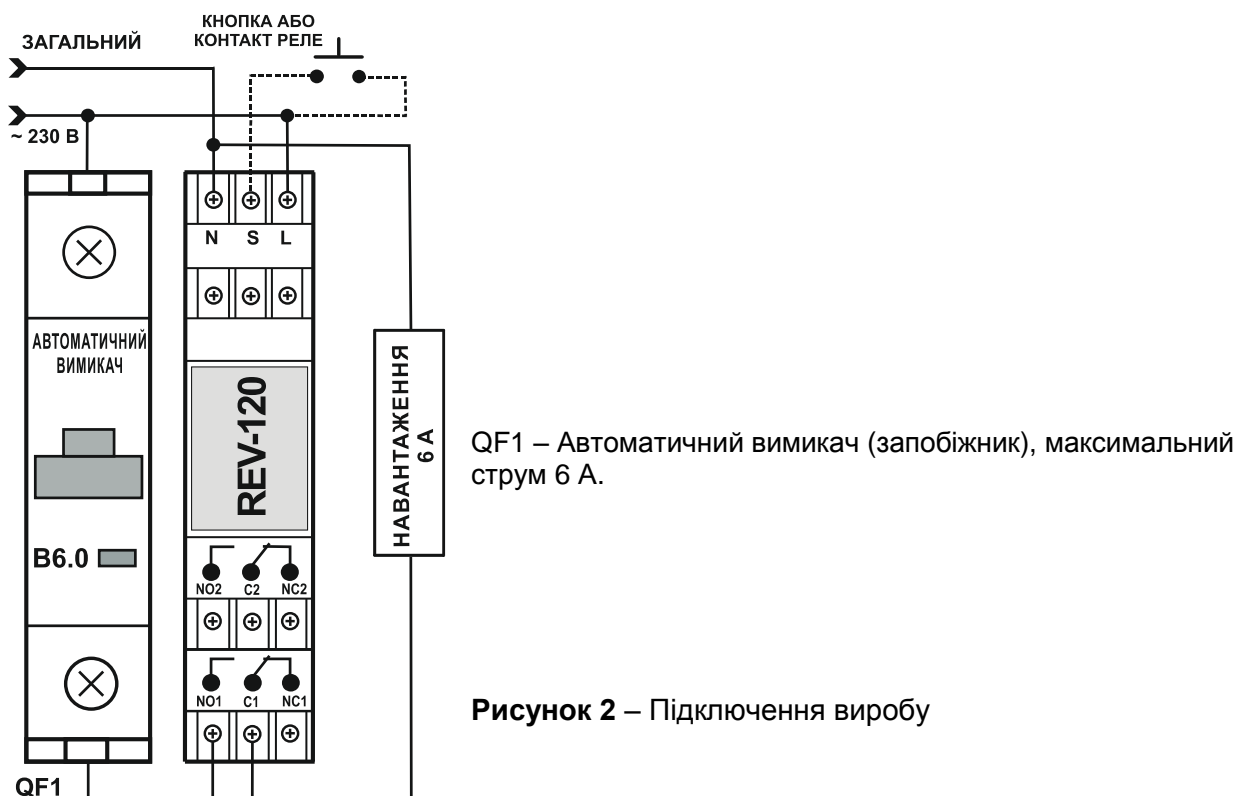 КНОПКА АБО
КОНТАКТ РЕЛЕ
ЗАГАЛЬНИЙ
~ 230 В
N S L
АВТОМАТИЧНИЙ
ВИМИКАЧ
REV-120
НАВАНТАЖЕННЯ
6 А
QF1 – Автоматичний вимикач (запобіжник), максимальний
струм 6 А.
B6.0
NO2 C2 NC2
NO1 C1 NC1
Рисунок 2 – Підключення виробу
QF1